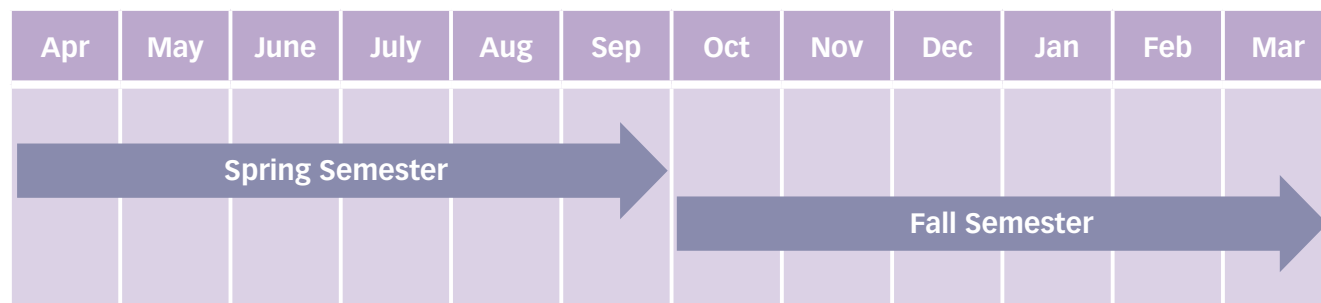 Apr May June July Aug Sep Oct Nov Dec Jan Feb Mar
Spring Semester
Fall Semester